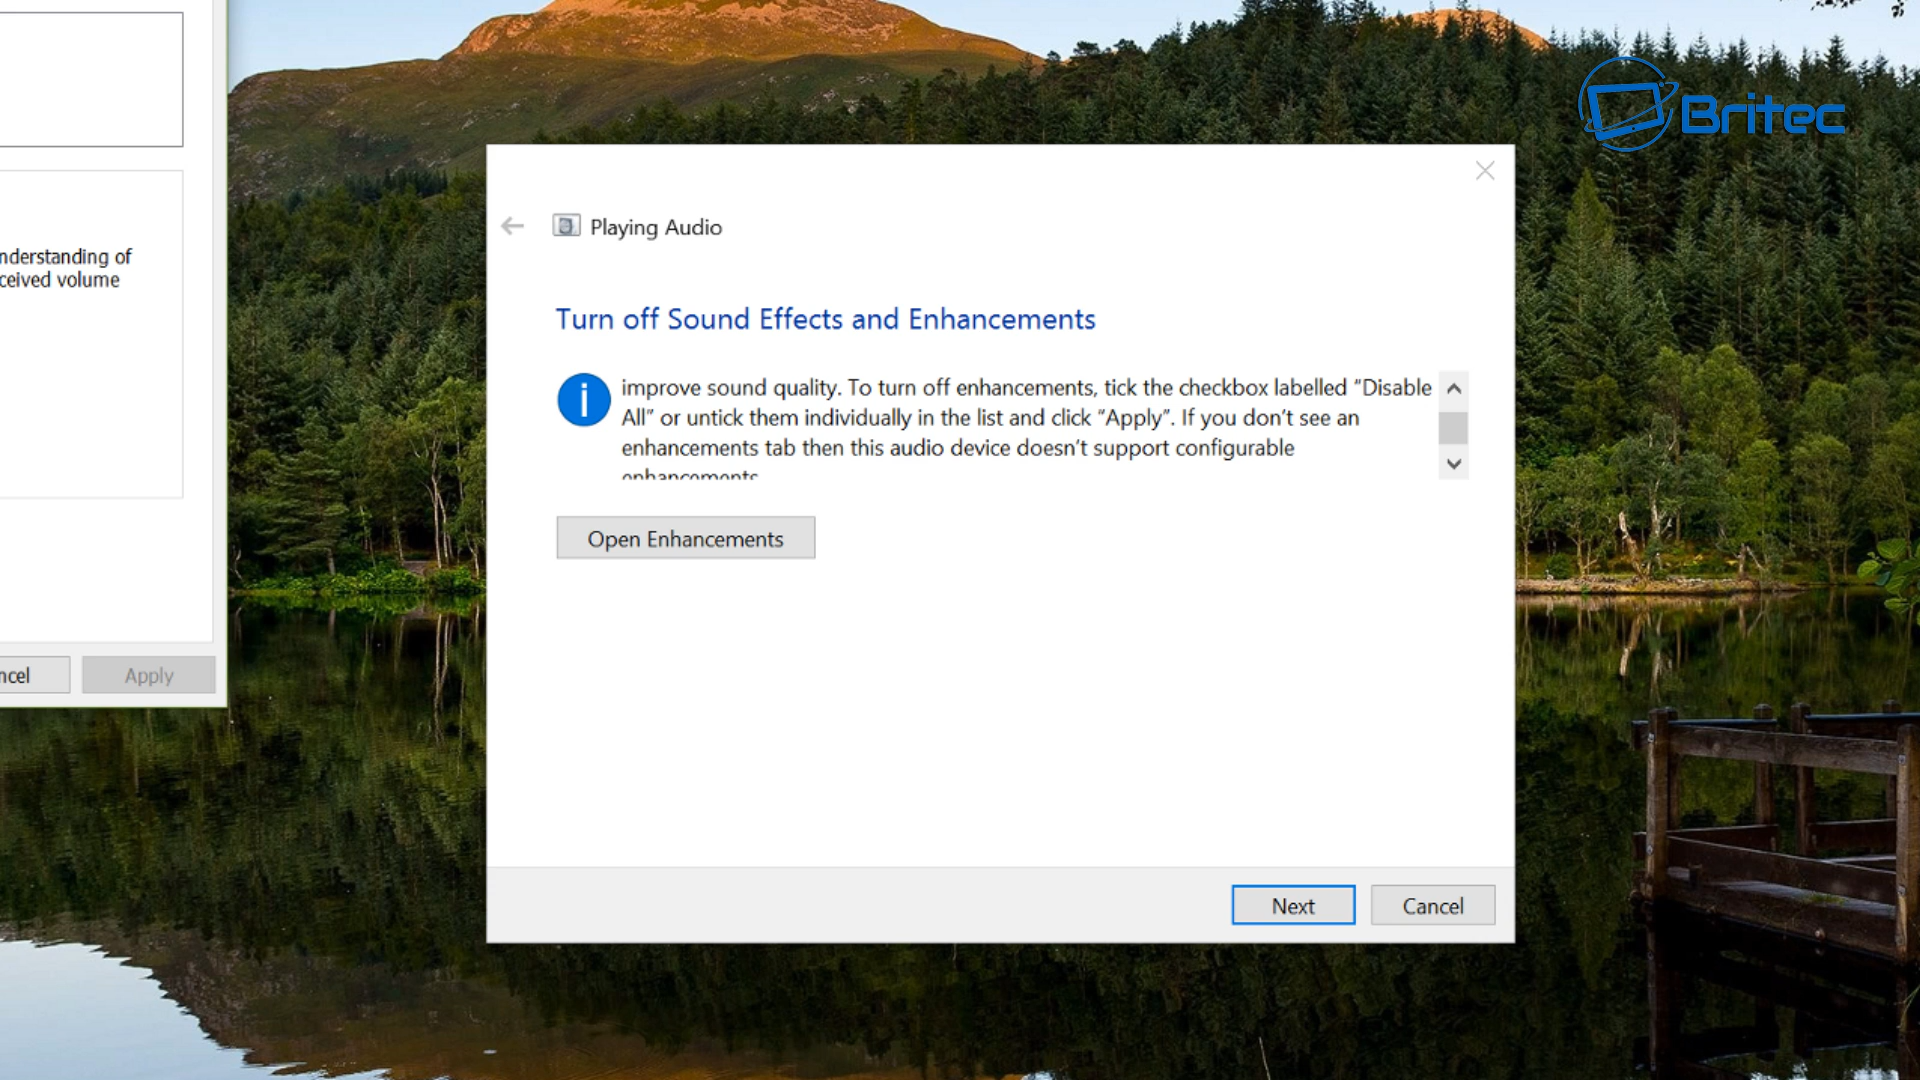 Britec
Playing Audio
nderstanding of
ceived volume
Turn off Sound Effects and Enhancements
improve sound quality. To turn off enhancements, tick the checkbox labelled “Disable
All” or untick them individually in the list and click “Apply”. If you don’t see an
enhancements tab then this audio device doesn’t support configurable
enhancements.
Open Enhancements
ncel
Apply
Next
Cancel